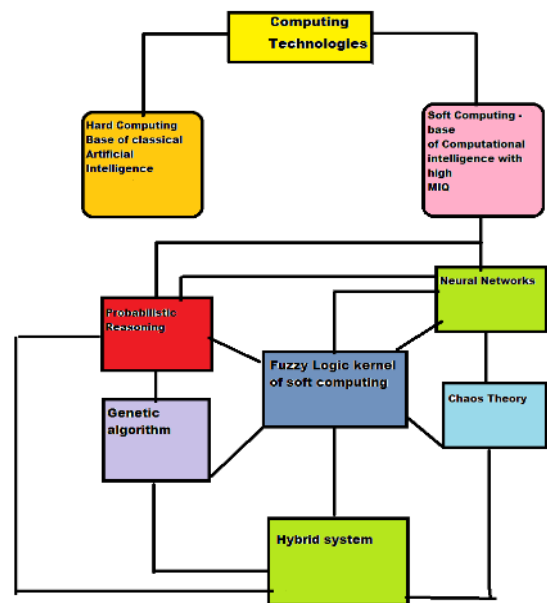 Computing
Technologies
Hard Computing
Base of classical
Artificial
Intelligence
Soft Computing -
base
of Computational
intelligence with
high
MIQ
Neural Networks
Probabilistic
Reasoning
Fuzzy Logic kernel
of soft computing
Chaos Theory
Genetic
algorithm
Hybrid system